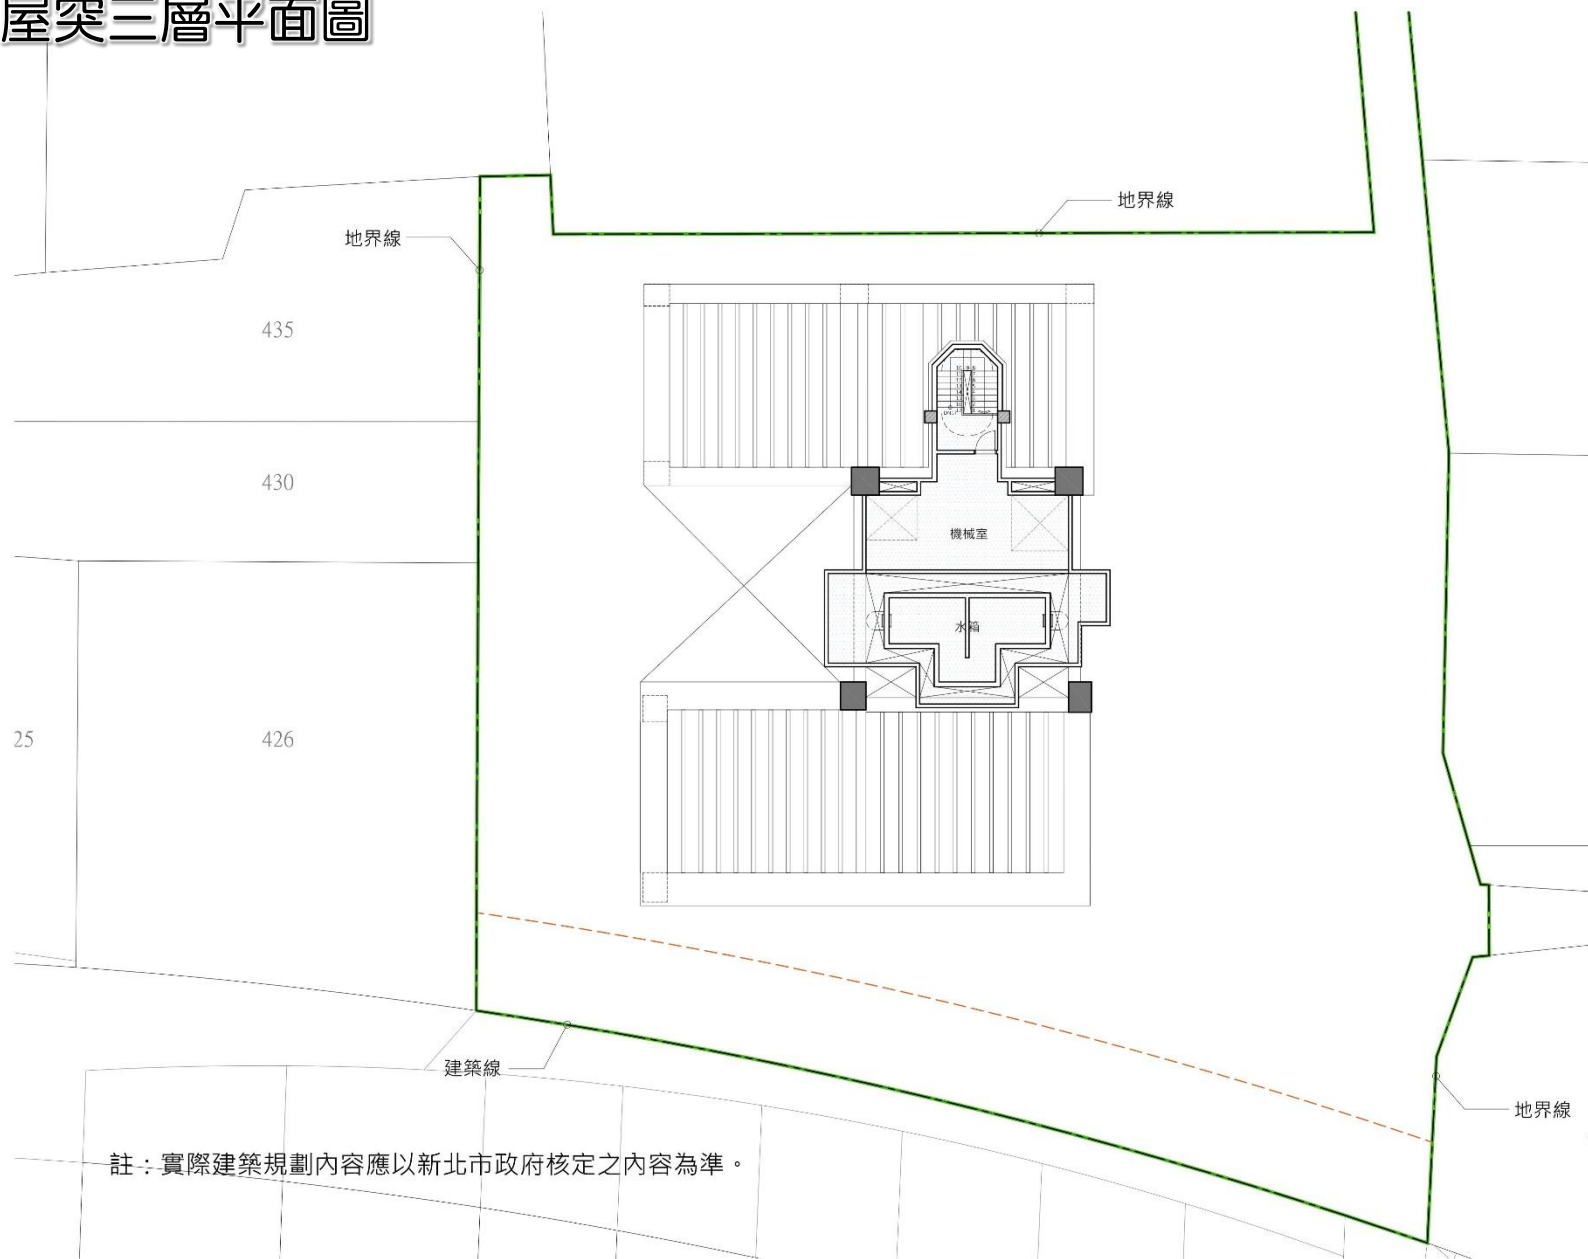 屋突三層平面圖
地界線
地界線
435
430
機械室
水箱
25
426
建築線
地界線
註：實際建築規劃內容應以新北市政府核定之內容為準。